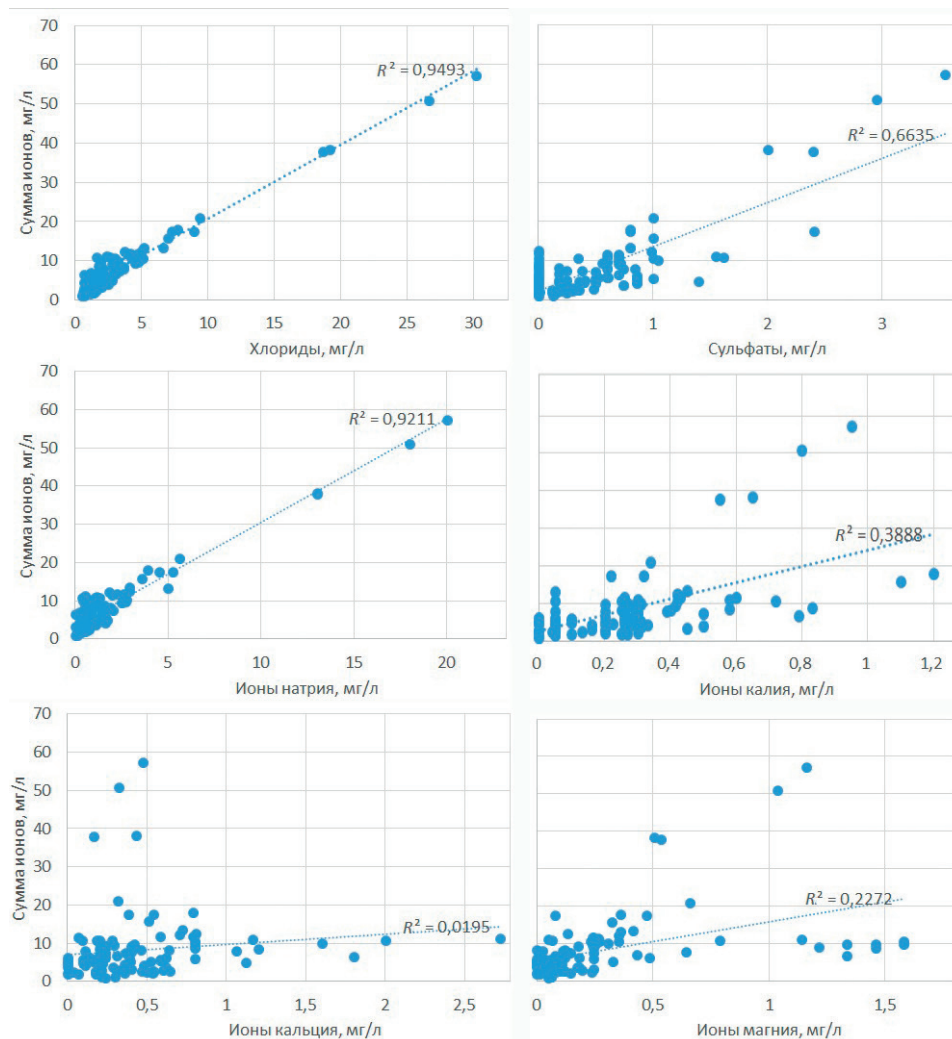 70
60
50
40
30
20
10
0
Сумма ионов, мг/л
R² = 0,9493
0 5 10 15 20 25 30
Хлориды, мг/л
R² = 0,6635
0 1 2 3
Сульфаты, мг/л
70
60
50
40
30
20
10
0
Сумма ионов, мг/л
R² = 0,9211
0 5 10 15 20
Ионы натрия, мг/л
R² = 0,3888
0 0,2 0,4 0,6 0,8 1 1,2
Ионы калия, мг/л
70
60
50
40
30
20
10
0
Сумма ионов, мг/л
R² = 0,0195
0 0,5 1 1,5 2 2,5
Ионы кальция, мг/л
R² = 0,2272
0 0,5 1 1,5
Ионы магния, мг/л